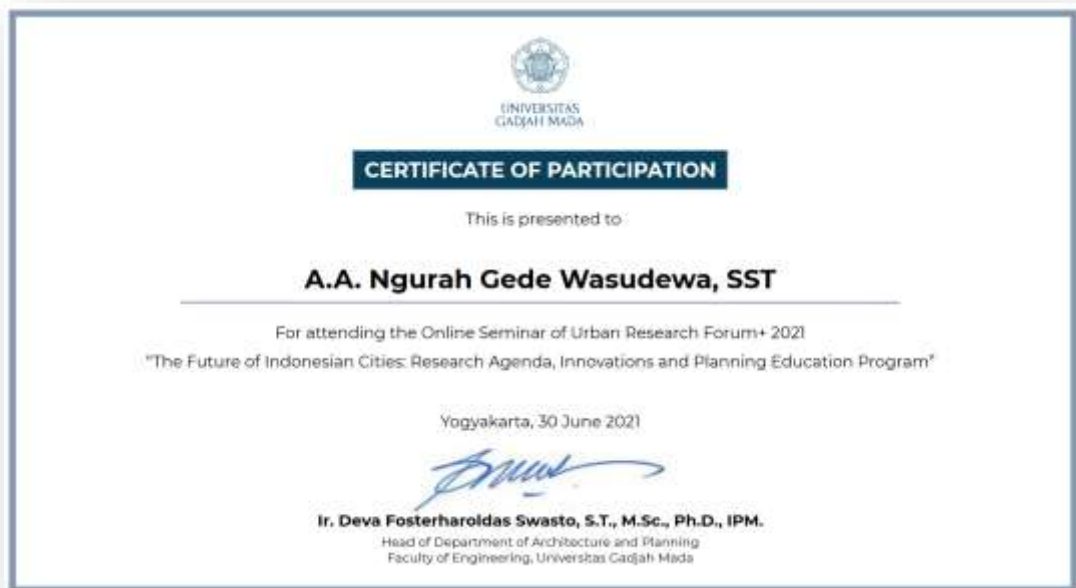 UNIVERSITAS
GADJAH MADA
CERTIFICATE OF PARTICIPATION
This is presented to
A.A. Ngurah Gede Wasudewa, SST
For attending the Online Seminar of Urban Research Forum+ 2021
"The Future of Indonesian Cities: Research Agenda, Innovations and Planning Education Program"
Yogyakarta, 30 June 2021
Ir. Deva Fosterharoldas Swasto, S.T., M.Sc., Ph.D., IPM.
Head of Department of Architecture and Planning
Faculty of Engineering, Universitas Gadjah Mada